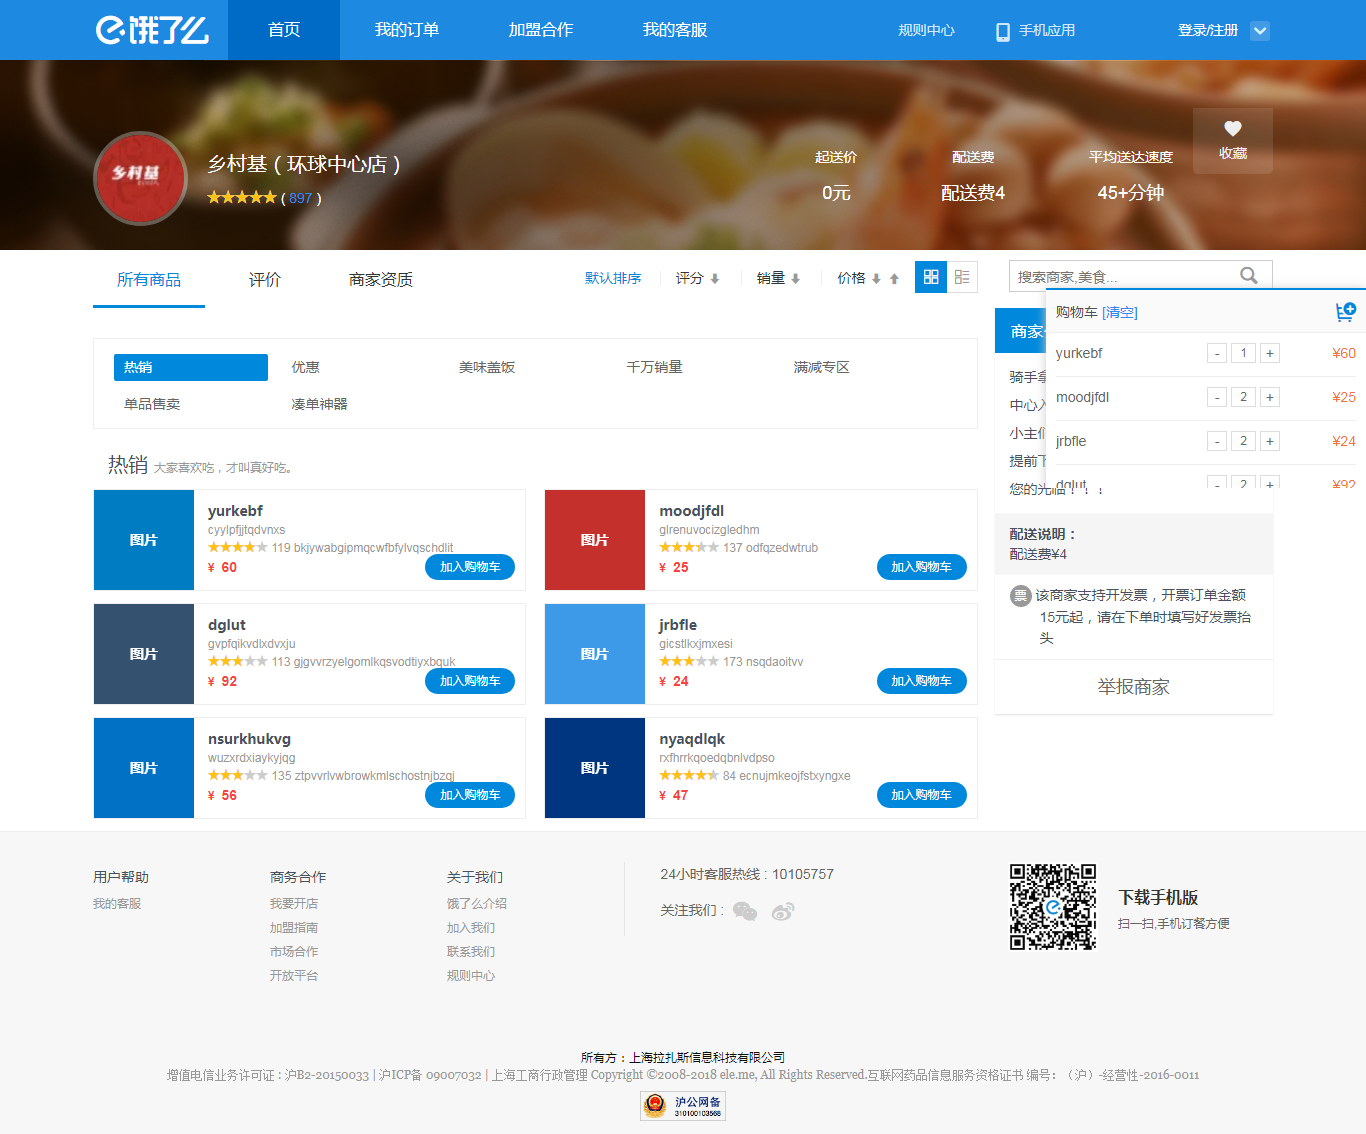 饿了么 首页 我的订单 加盟合作 我的客服 规则中心 手机应用 登录/注册
收藏
乡村基
乡村基（环球中心店）
( 897 )
起送价 配送费 平均送达速度
0元 配送费4 45+分钟
所有商品 评价 商家资质 默认排序 评分 销量 价格
搜索商家,美食...
热销 优惠 美味盖饭 千万销量 满减专区
单品售卖 凑单神器
热销 大家喜欢吃，才叫真好吃。
图片
yurkebf
cyylpfjjtqdvnxs
119 bkjywabgipmqcwfbfylvqschdlit
¥ 60
加入购物车
图片
moodjfdl
glrenuvocizgledhm
137 odfqzedwtrub
¥ 25
加入购物车
图片
dglut
gvpfqikvdlxdvxju
113 gjgvvrzyelgomlkqsvodtiyxbquk
¥ 92
加入购物车
图片
jrbfle
gicstlkxjmxesi
173 nsqdaoitvv
¥ 24
加入购物车
图片
nsurkhukvg
wuzxrdxiaykyjqg
135 ztpvvrlvwbrowkmlschostnjbzqj
¥ 56
加入购物车
图片
nyaqdlqk
rxfhrrkqoedqbnlvdpso
84 ecnujmkeojfstxyngxe
¥ 47
加入购物车
购物车 [清空]
yurkebf - 1 + ¥60
moodjfdl - 2 + ¥25
jrbfle - 2 + ¥24
dglut - 2 + ¥92
商家
骑手
中心
小主们
提前
您的光临！！！
配送说明：
配送费¥4
票 该商家支持开发票，开票订单金额
15元起，请在下单时填写好发票抬
头
举报商家
用户帮助
我的客服
商务合作
我要开店
加盟指南
市场合作
开放平台
关于我们
饿了么介绍
加入我们
联系我们
规则中心
24小时客服热线 : 10105757
关注我们 :
下载手机版
扫一扫,手机订餐方便
所有方：上海拉扎斯信息科技有限公司
增值电信业务许可证 : 沪B2-20150033 | 沪ICP备 09007032 | 上海工商行政管理 Copyright ©2008-2018 ele.me, All Rights Reserved.互联网药品信息服务资格证书 编号：（沪）-经营性-2016-0011
沪公网备
310100103568